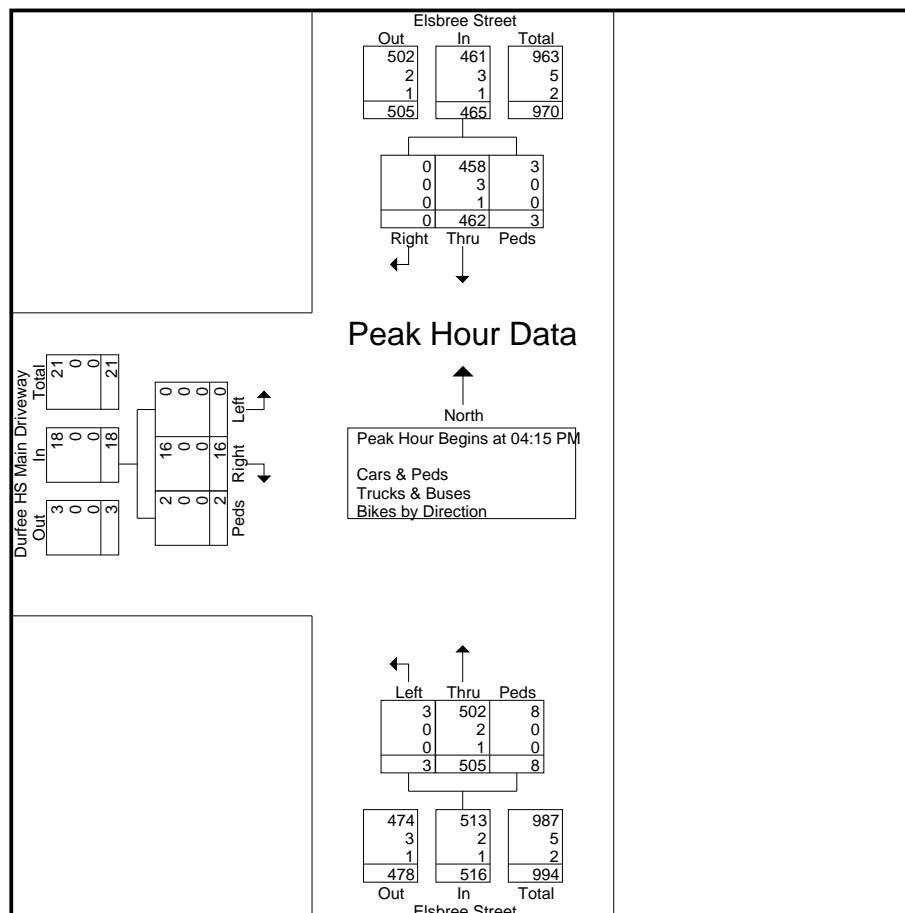 Elsbree Street
Out In Total
502 461 963
2 3 5
1 1 2
505 465 970
0 458 3
0 3 0
0 1 0
0 462 3
Right Thru Peds
Peak Hour Data
North
Peak Hour Begins at 04:15 PM
Cars & Peds
Trucks & Buses
Bikes by Direction
Durfee HS Main Driveway
Out In Total
3 18 21
0 0 0
0 0 0
3 18 21
2 16 0
0 0 0
0 0 0
2 16 0
Peds Right Left
Left Thru Peds
3 502 8
0 2 0
0 1 0
3 505 8
474 513 987
3 2 5
1 1 2
478 516 994
Out In Total
Elsbree Street